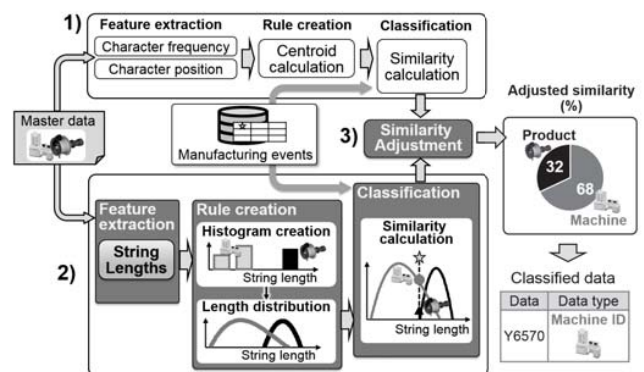 1)
Feature extraction
Character frequency
Character position
Rule creation
Centroid
calculation
Classification
Similarity
calculation
Master data
Manufacturing events
3)
Similarity
Adjustment
Adjusted similarity
(%)
Product
32
68
Machine
2)
Feature
extraction
String
Lengths
Rule creation
Histogram creation
String length
Length distribution
String length
Classification
Similarity
calculation
String length
Classified data
Data
Data type
Y6570
Machine ID